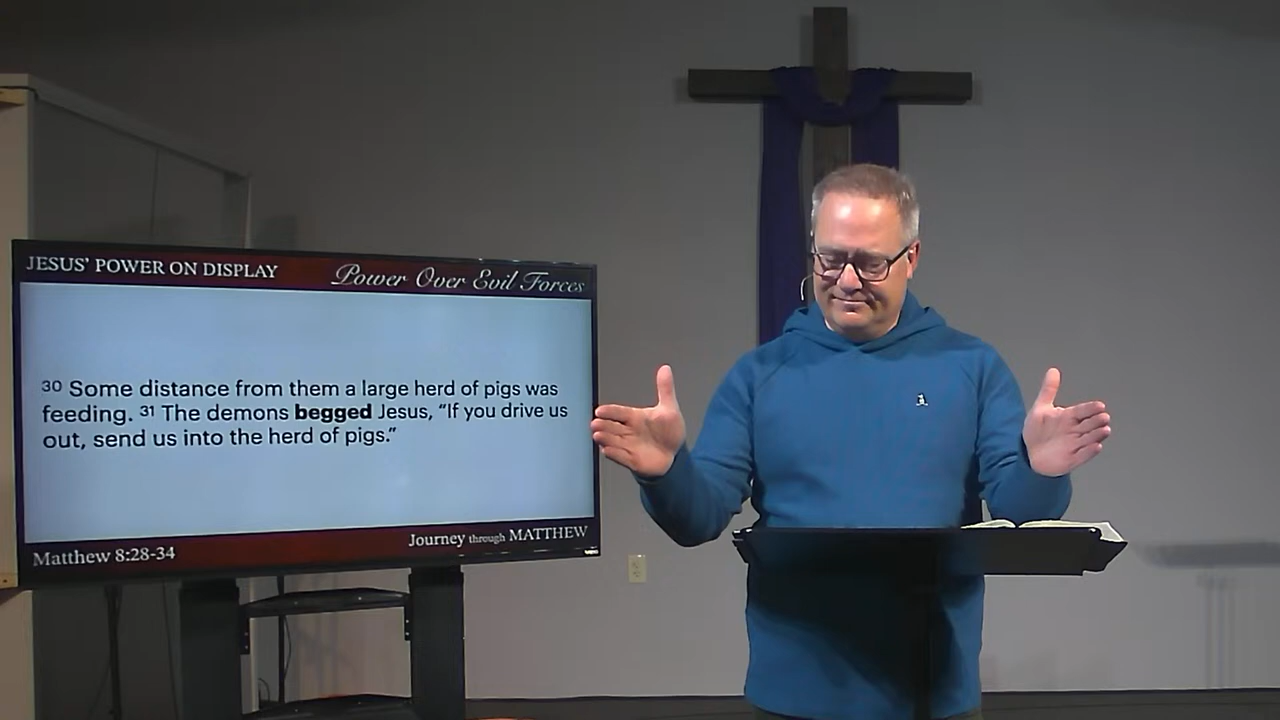 JESUS' POWER ON DISPLAY
Power Over Evil Forces
30 Some distance from them a large herd of pigs was
feeding. 31 The demons begged Jesus, “If you drive us
out, send us into the herd of pigs.”
Journey through MATTHEW
Matthew 8:28-34